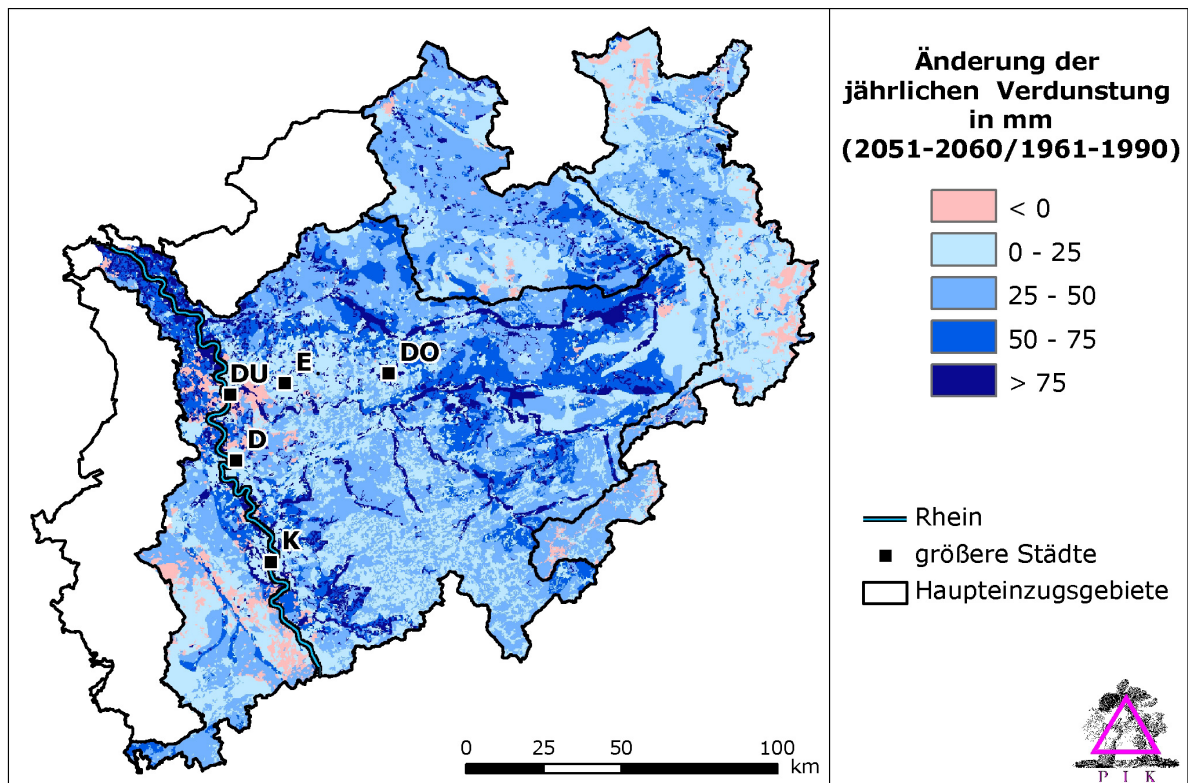 Änderung der
jährlichen Verdunstung
in mm
(2051-2060/1961-1990)
< 0
0 - 25
25 - 50
50 - 75
> 75
DO
E
DU
D
K
Rhein
größere Städte
Haupteinzugsgebiete
0 25 50 100
km
P I K